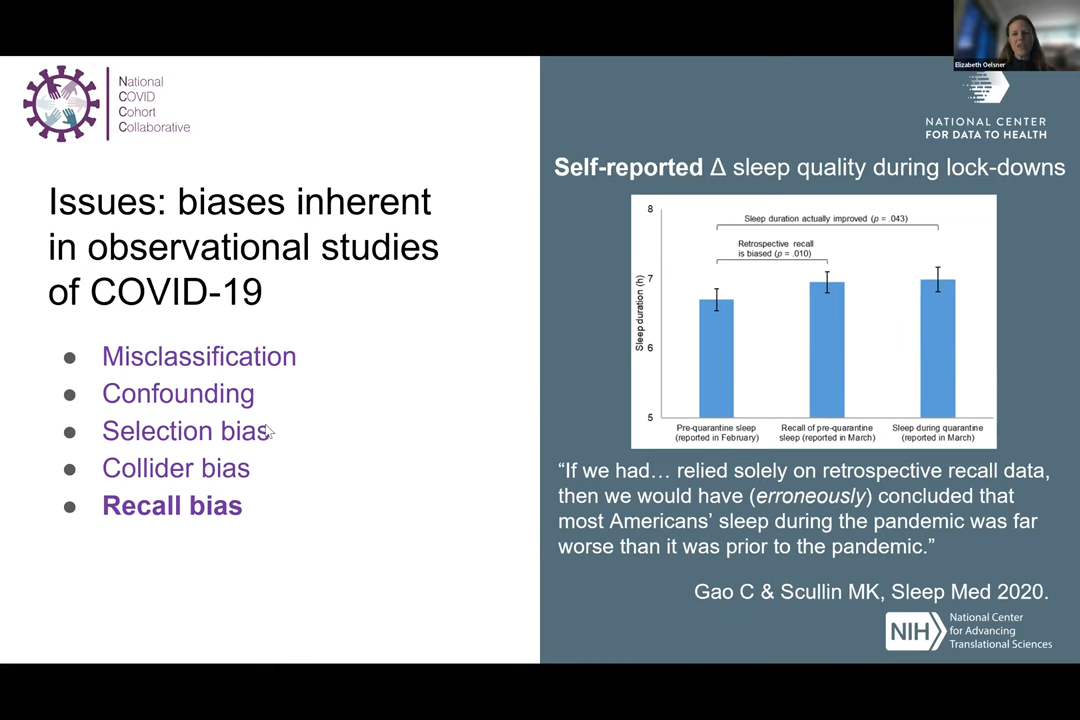 Elizabeth Oelsner
National
COVID
Cohort
Collaborative
NATIONAL CENTER
FOR DATA TO HEALTH
Issues: biases inherent
in observational studies
of COVID-19
● Misclassification
● Confounding
● Selection bias
● Collider bias
● Recall bias
Self-reported Δ sleep quality during lock-downs
Sleep duration actually improved (p = .043)
Retrospective recall
is biased (p = .010)
Sleep duration (h)
8
7
6
5
Pre-quarantine sleep
(reported in February)
Recall of pre-quarantine
sleep (reported in March)
Sleep during quarantine
(reported in March)
“If we had… relied solely on retrospective recall data,
then we would have (erroneously) concluded that
most Americans’ sleep during the pandemic was far
worse than it was prior to the pandemic.”
Gao C & Scullin MK, Sleep Med 2020.
NIH
National Center
for Advancing
Translational Sciences